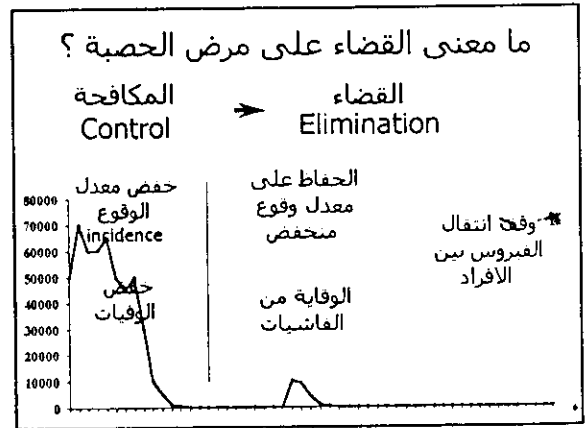 ما معنى القضاء على مرض الحصبة ؟
المكافحة
Control
القضاء
Elimination
خفض معدل
الوقوع
incidence
خفض
الوفيات
الحفاظ على
معدل وقوع
منخفض
الوقاية من
الفاشيات
وقف انتقال
الفيروس بين
الافراد
80000
70000
60000
50000
40000
30000
20000
10000
0